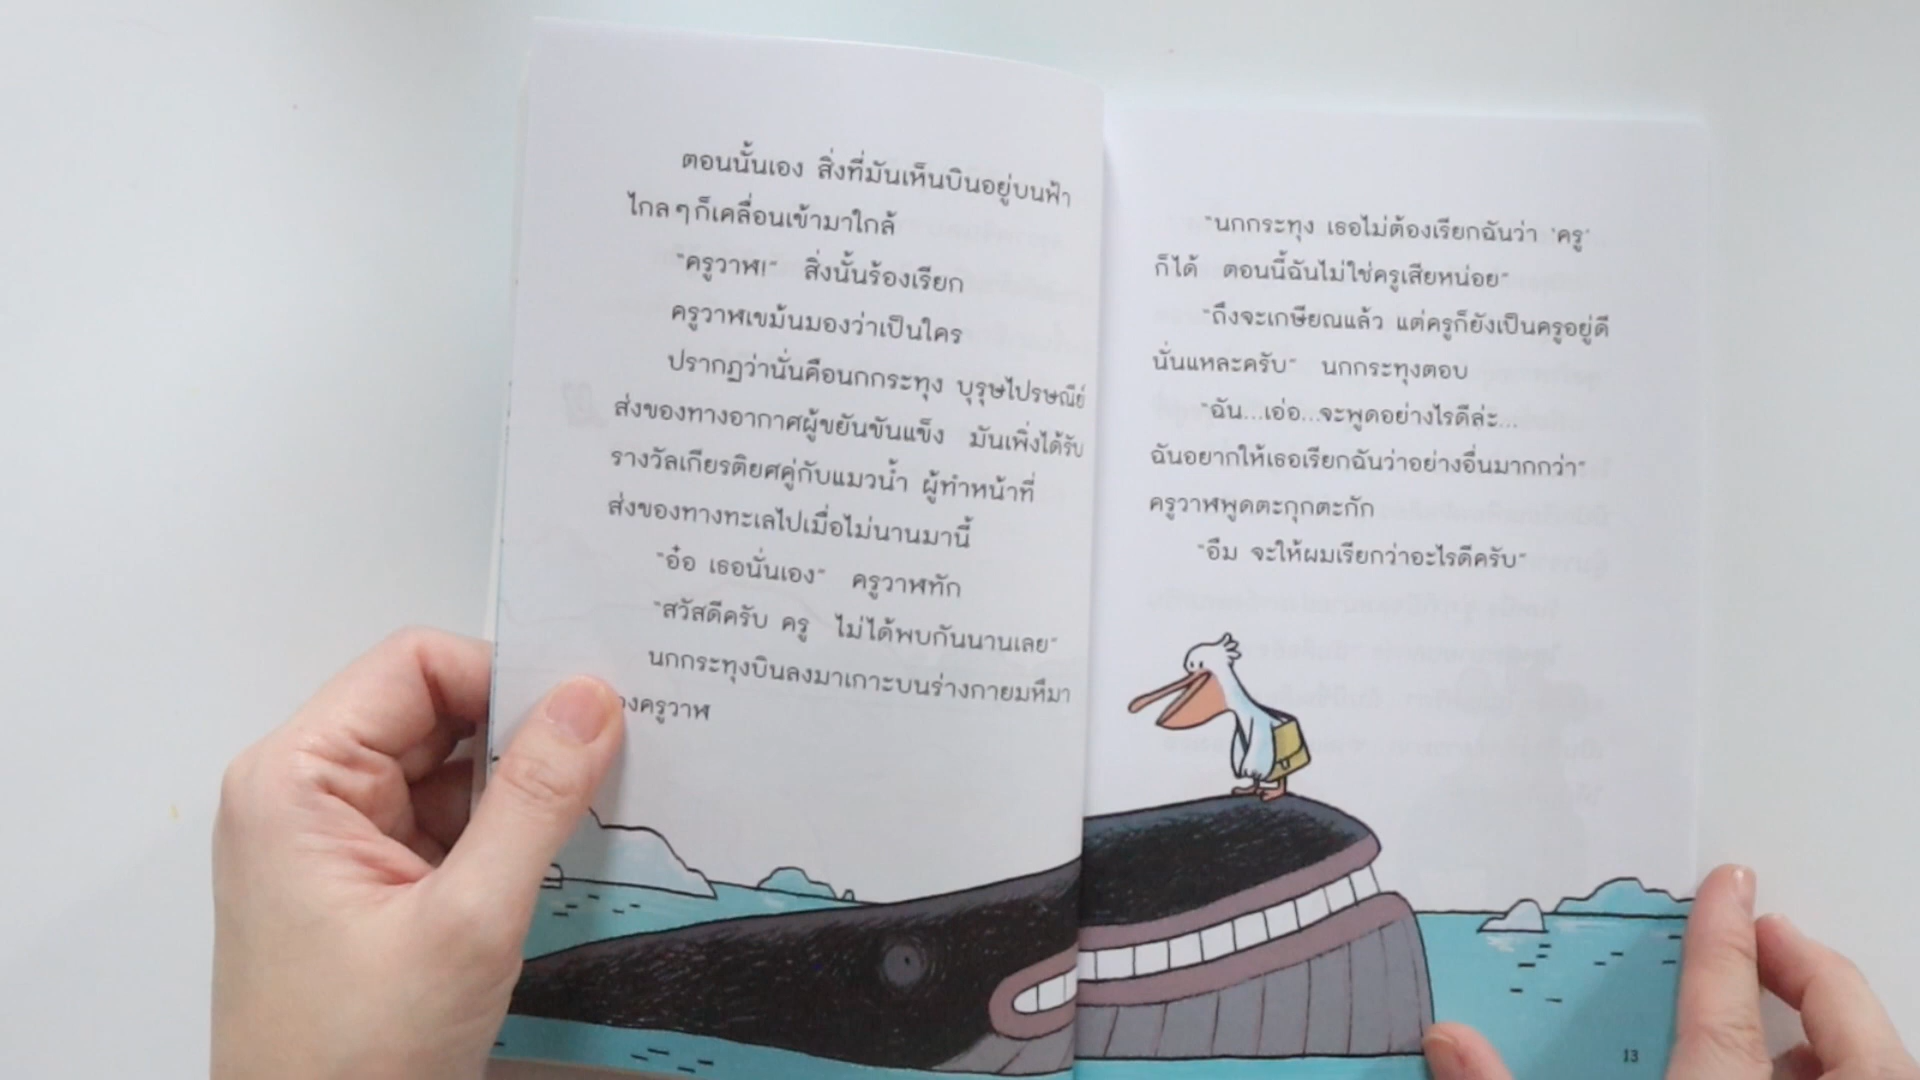 ตอนนั้นเอง สิ่งที่มันเห็นบินอยู่บนฟ้า
ไกลๆ ก็เคลื่อนเข้ามาใกล้
“ครูวาฬ!” สิ่งนั้นร้องเรียก
ครูวาฬเขม้นมองว่าเป็นใคร
ปรากฏว่านั่นคือนกกระทุง บุรุษไปรษณีย์
ส่งของทางอากาศผู้ขยันขันแข็ง มันเพิ่งได้รับ
รางวัลเกียรติยศคู่กับแมวน้ำ ผู้ทำหน้าที่
ส่งของทางทะเลไปเมื่อไม่นานมานี้
“อ๋อ เธอนั่นเอง” ครูวาฬทัก
“สวัสดีครับ ครู ไม่ได้พบกันนานเลย”
นกกระทุงบินลงมาเกาะบนร่างกายมหึมา
องครูวาฬ
“นกกระทุง เธอไม่ต้องเรียกฉันว่า ‘ครู’
ก็ได้ ตอนนี้ฉันไม่ใช่ครูเสียหน่อย”
“ถึงจะเกษียณแล้ว แต่ครูก็ยังเป็นครูอยู่ดี
นั่นแหละครับ” นกกระทุงตอบ
“ฉัน...เอ่อ...จะพูดอย่างไรดีล่ะ...
ฉันอยากให้เธอเรียกฉันว่าอย่างอื่นมากกว่า”
ครูวาฬพูดตะกุกตะกัก
“อืม จะให้ผมเรียกว่าอะไรดีครับ”
13